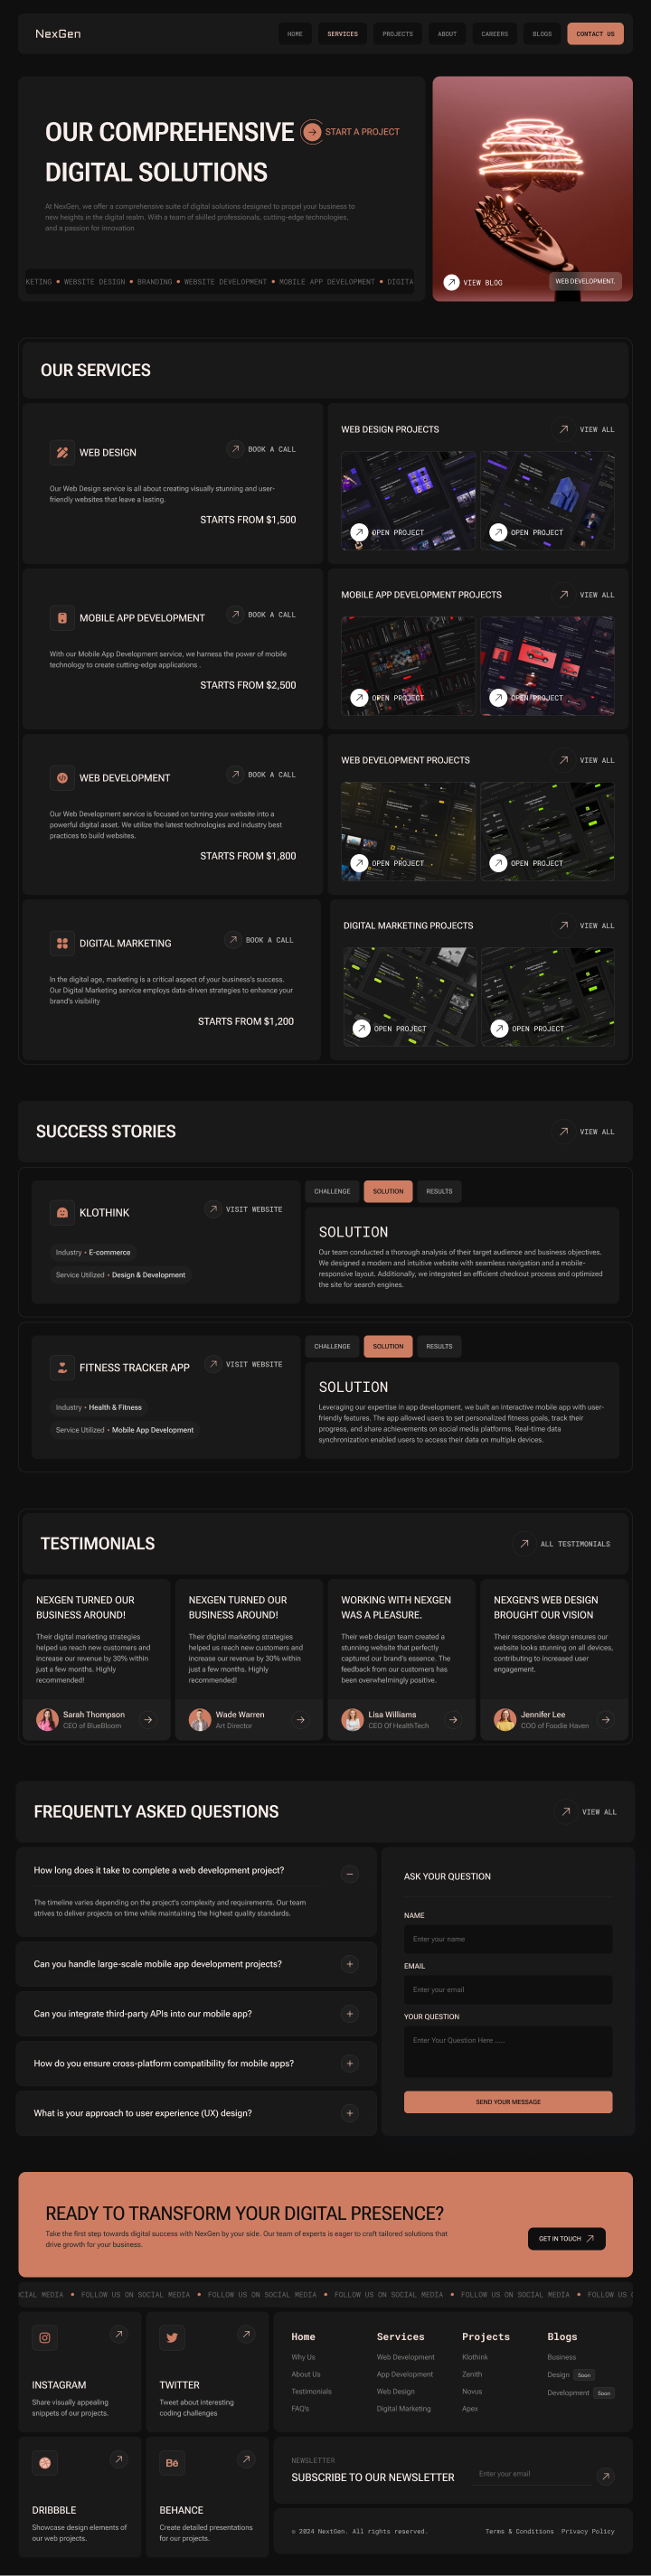 NexGen
HOME
SERVICES
PROJECTS
ABOUT
CAREERS
BLOGS
CONTACT US
OUR COMPREHENSIVE
START A PROJECT
DIGITAL SOLUTIONS
At NexGen, we offer a comprehensive suite of digital solutions designed to propel your business to
new heights in the digital realm. With a team of skilled professionals, cutting-edge technologies,
and a passion for innovation
KETING • WEBSITE DESIGN • BRANDING • WEBSITE DEVELOPMENT • MOBILE APP DEVELOPMENT • DIGITA
VIEW BLOG
WEB DEVELOPMENT.
OUR SERVICES
WEB DESIGN
BOOK A CALL
Our Web Design service is all about creating visually stunning and user-
friendly websites that leave a lasting.
STARTS FROM $1,500
WEB DESIGN PROJECTS
VIEW ALL
OPEN PROJECT
OPEN PROJECT
MOBILE APP DEVELOPMENT
BOOK A CALL
With our Mobile App Development service, we harness the power of mobile
technology to create cutting-edge applications .
STARTS FROM $2,500
MOBILE APP DEVELOPMENT PROJECTS
VIEW ALL
OPEN PROJECT
OPEN PROJECT
WEB DEVELOPMENT
BOOK A CALL
Our Web Development service is focused on turning your website into a
powerful digital asset. We utilize the latest technologies and industry best
practices to build websites.
STARTS FROM $1,800
WEB DEVELOPMENT PROJECTS
VIEW ALL
OPEN PROJECT
OPEN PROJECT
DIGITAL MARKETING
BOOK A CALL
In the digital age, marketing is a critical aspect of your business's success.
Our Digital Marketing service employs data-driven strategies to enhance your
brand's visibility
STARTS FROM $1,200
DIGITAL MARKETING PROJECTS
VIEW ALL
OPEN PROJECT
OPEN PROJECT
SUCCESS STORIES
VIEW ALL
KLOTHINK
VISIT WEBSITE
Industry • E-commerce
Service Utilized • Design & Development
CHALLENGE
SOLUTION
RESULTS
SOLUTION
Our team conducted a thorough analysis of their target audience and business objectives.
We designed a modern and intuitive website with seamless navigation and a mobile-
responsive layout. Additionally, we integrated an efficient checkout process and optimized
the site for search engines.
FITNESS TRACKER APP
VISIT WEBSITE
Industry • Health & Fitness
Service Utilized • Mobile App Development
CHALLENGE
SOLUTION
RESULTS
SOLUTION
Leveraging our expertise in app development, we built an interactive mobile app with user-
friendly features. The app allowed users to set personalized fitness goals, track their
progress, and share achievements on social media platforms. Real-time data
synchronization enabled users to access their data on multiple devices.
TESTIMONIALS
ALL TESTIMONIALS
NEXGEN TURNED OUR
BUSINESS AROUND!
Their digital marketing strategies
helped us reach new customers and
increase our revenue by 30% within
just a few months. Highly
recommended!
Sarah Thompson
CEO of BlueBloom
NEXGEN TURNED OUR
BUSINESS AROUND!
Their digital marketing strategies
helped us reach new customers and
increase our revenue by 30% within
just a few months. Highly
recommended!
Wade Warren
Art Director
WORKING WITH NEXGEN
WAS A PLEASURE.
Their web design team created a
stunning website that perfectly
captured our brand's essence. The
feedback from our customers has
been overwhelmingly positive.
Lisa Williams
CEO Of HealthTech
NEXGEN'S WEB DESIGN
BROUGHT OUR VISION
Their responsive design ensures our
website looks stunning on all devices,
contributing to increased user
engagement.
Jennifer Lee
COO of Foodie Haven
FREQUENTLY ASKED QUESTIONS
VIEW ALL
How long does it take to complete a web development project?
The timeline varies depending on the project's complexity and requirements. Our team
strives to deliver projects on time while maintaining the highest quality standards.
Can you handle large-scale mobile app development projects?
Can you integrate third-party APIs into our mobile app?
How do you ensure cross-platform compatibility for mobile apps?
What is your approach to user experience (UX) design?
ASK YOUR QUESTION
NAME
Enter your name
EMAIL
Enter your email
YOUR QUESTION
Enter Your Question Here .....
SEND YOUR MESSAGE
READY TO TRANSFORM YOUR DIGITAL PRESENCE?
Take the first step towards digital success with NexGen by your side. Our team of experts is eager to craft tailored solutions that
drive growth for your business.
GET IN TOUCH
CIAL MEDIA • FOLLOW US ON SOCIAL MEDIA • FOLLOW US ON SOCIAL MEDIA • FOLLOW US ON SOCIAL MEDIA • FOLLOW US ON SOCIAL MEDIA • FOLLOW US
INSTAGRAM
Share visually appealing
snippets of our projects.
TWITTER
Tweet about interesting
coding challenges
DRIBBBLE
Showcase design elements of
our web projects.
Bē
BEHANCE
Create detailed presentations
for our projects.
Home
Why Us
About Us
Testimonials
FAQ's
Services
Web Development
App Development
Web Design
Digital Marketing
Projects
Klothink
Zenith
Novus
Apex
Blogs
Business
Design Soon
Development Soon
NEWSLETTER
SUBSCRIBE TO OUR NEWSLETTER
Enter your email
© 2024 NextGen. All rights reserved.
Terms & Conditions
Privacy Policy